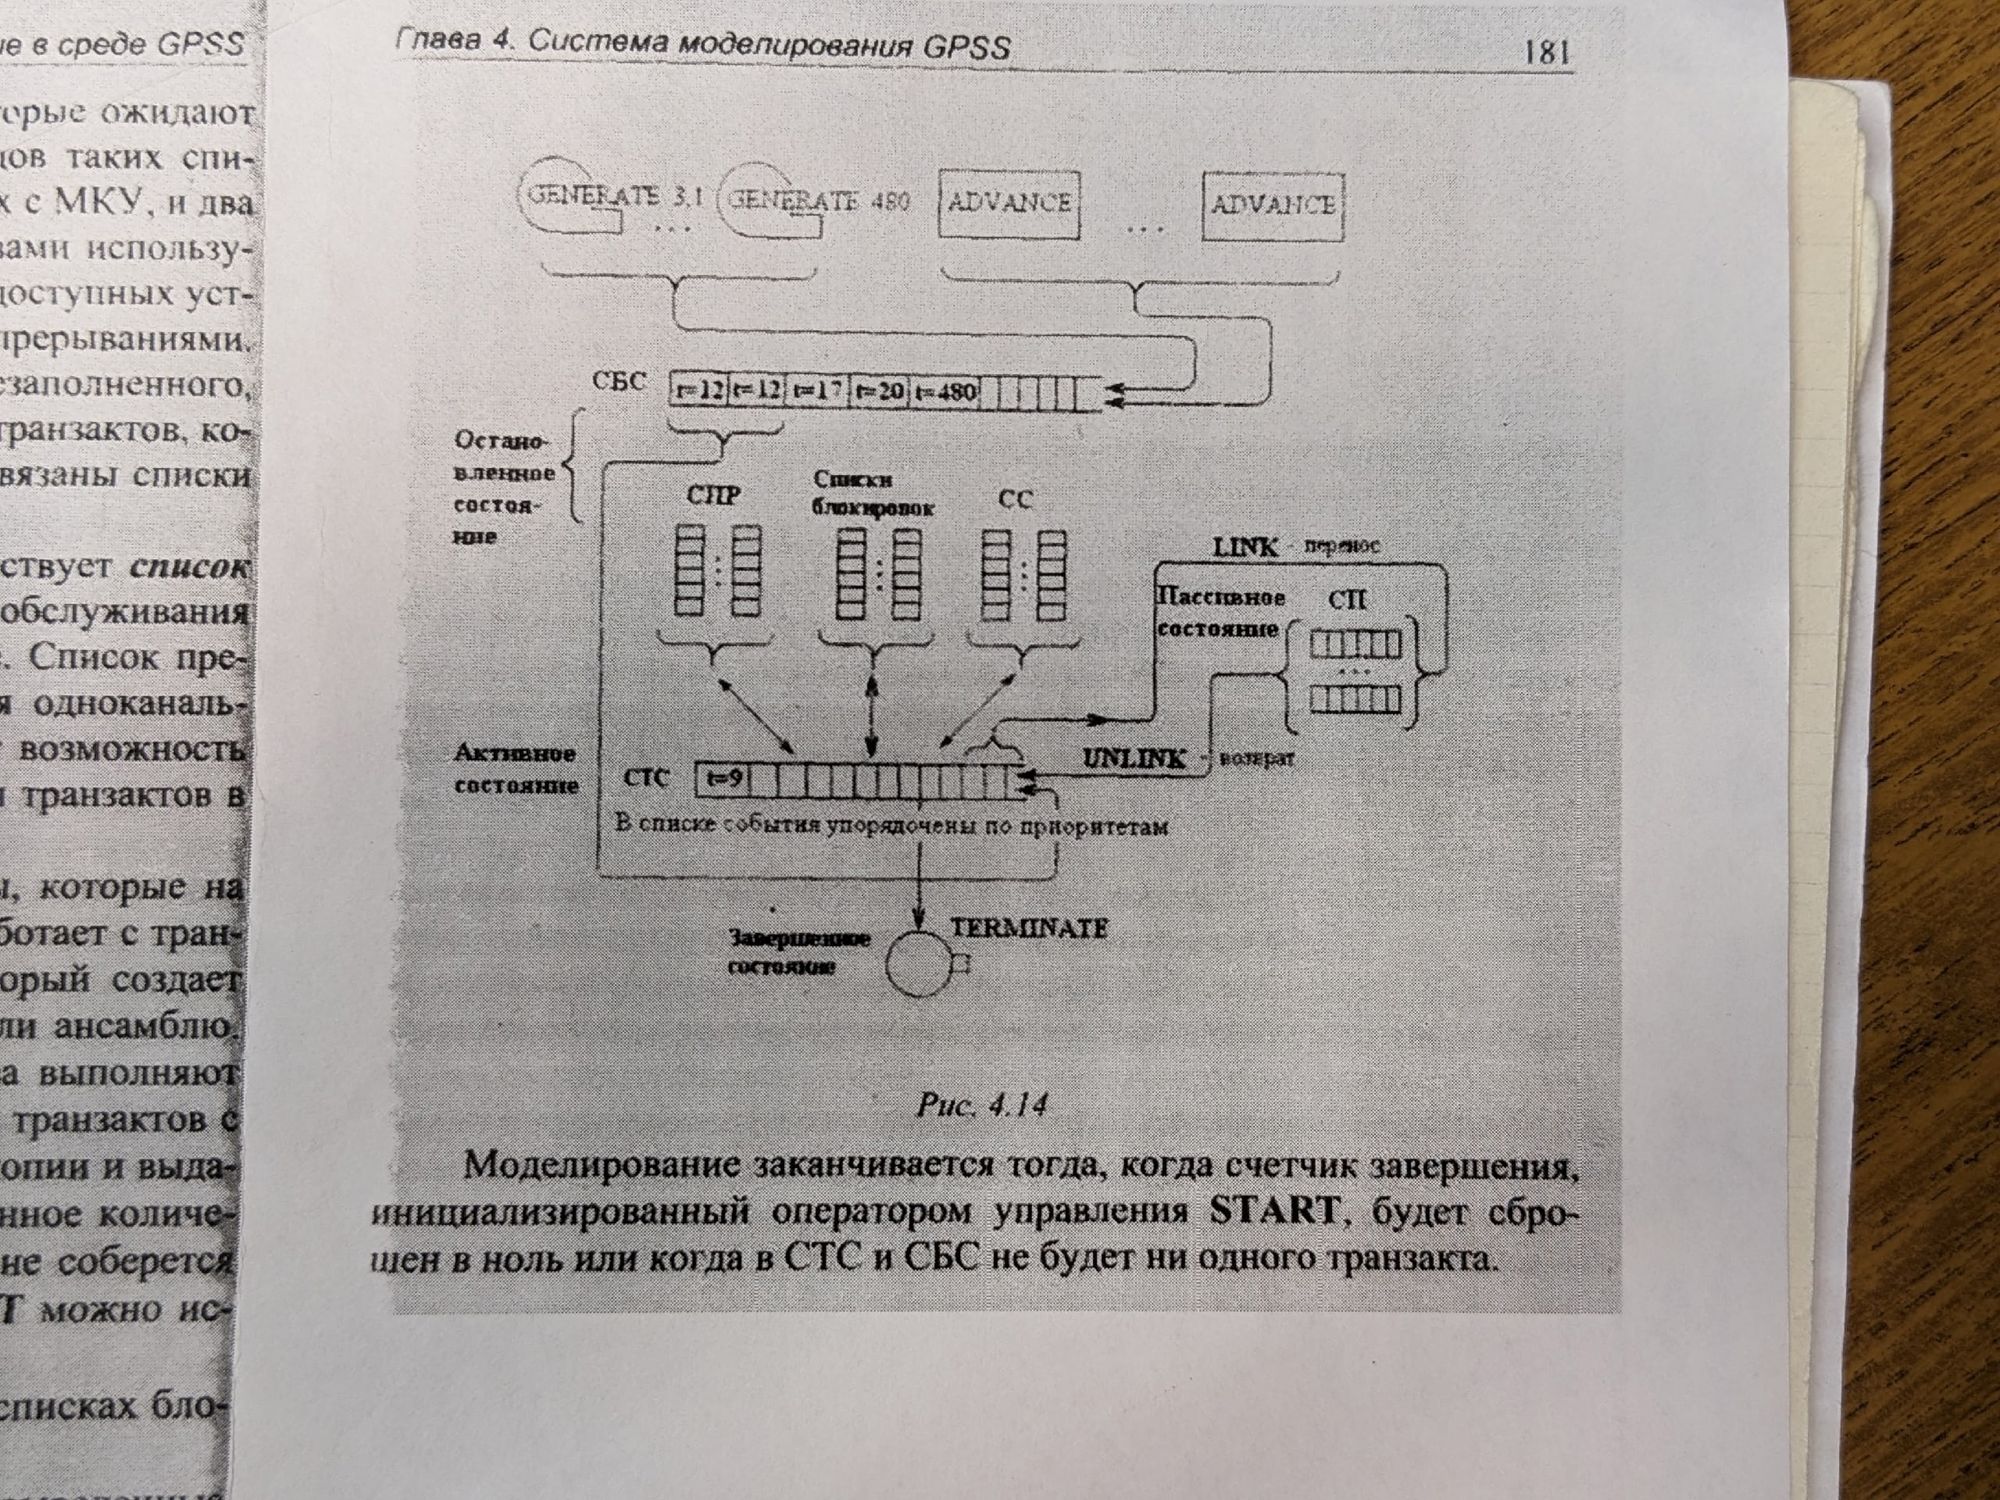 ие в среде GPSS
торые ожидают
дов таких спи-
х с МКУ, и два
вами использу-
доступных уст-
прерываниями.
езаполненного,
транзактов, ко-
вязаны списки
ствует список
обслуживания
е. Список пре-
я одноканаль-
т возможность
и транзактов в
ы, которые на
ботает с тран-
орый создает
ли ансамблю.
а выполняют
транзактов с
опии и выда-
нное количе-
не соберется
Т можно ис-
списках бло-
Глава 4. Система моделирования GPSS 181
GENERATE 3,1 ... GENERATE 480 ADVANCE ... ADVANCE
СБС t=12 t=12 t=17 t=20 t=480
Остано-
вленное
состоя-
ние
СПР
Списки
блокировок
СС
LINK - перенос
Пассивное
состояние
СП
...
UNLINK - возврат
Активное
состояние
СТС t=9
В списке события упорядочены по приоритетам
TERMINATE
Завершенное
состояние
Рис. 4.14
Моделирование заканчивается тогда, когда счетчик завершения,
инициализированный оператором управления START, будет сбро-
шен в ноль или когда в СТС и СБС не будет ни одного транзакта.